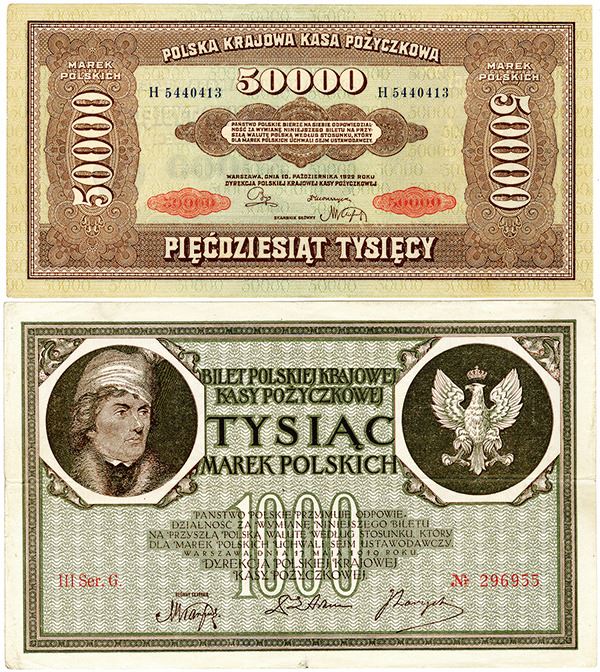 POLSKA KRAJOWA KASA POŻYCZKOWA
MAREK POLSKICH
50000
MAREK POLSKICH
H 5440413
H 5440413
50000
50000
PAŃSTWO POLSKIE BIERZE NA SIEBIE ODPOWIEDZIAL-
NOŚĆ ZA WYMIANĘ NINIEJSZEGO BILETU NA PRZY-
SZŁĄ WALUTĘ POLSKĄ WEDŁUG STOSUNKU, KTÓRY
DLA MAREK POLSKICH UCHWALI SEJM USTAWODAWCZY.
WARSZAWA, DNIA 10. PAŹDZIERNIKA 1922 ROKU
DYREKCJA POLSKIEJ KRAJOWEJ KASY POŻYCZKOWEJ
50000
50000
SKARBNIK GŁÓWNY
PIĘĆDZIESIĄT TYSIĘCY
BILET POLSKIEJ KRAJOWEJ
KASY POŻYCZKOWEJ
TYSIĄC
MAREK POLSKICH
1000
PAŃSTWO POLSKIE PRZYJMUJE ODPOWIE-
DZIALNOŚĆ ZA WYMIANĘ NINIEJSZEGO BILETU
NA PRZYSZŁĄ POLSKĄ WALUTĘ WEDŁUG STOSUNKU, KTÓRY
DLA MAREK POLSKICH UCHWALI SEJM USTAWODAWCZY.
WARSZAWA, DNIA MAJA 1919 ROKU.
DYREKCJA POLSKIEJ KRAJOWEJ
KASY POŻYCZKOWEJ
III Ser. G.
№ 296955